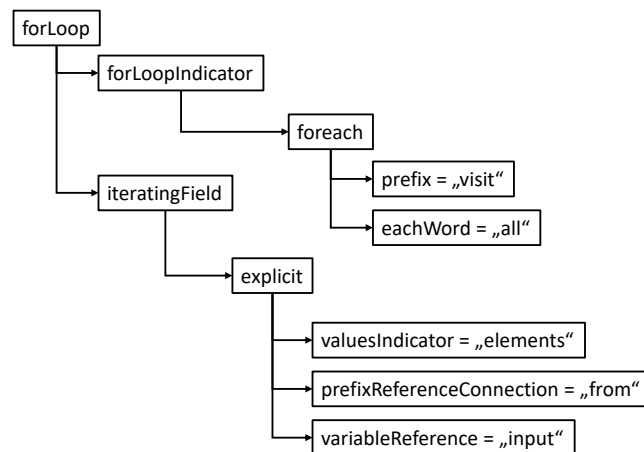 forLoop
forLoopIndicator
foreach
prefix = „visit“
eachWord = „all“
iteratingField
explicit
valuesIndicator = „elements“
prefixReferenceConnection = „from“
variableReference = „input“